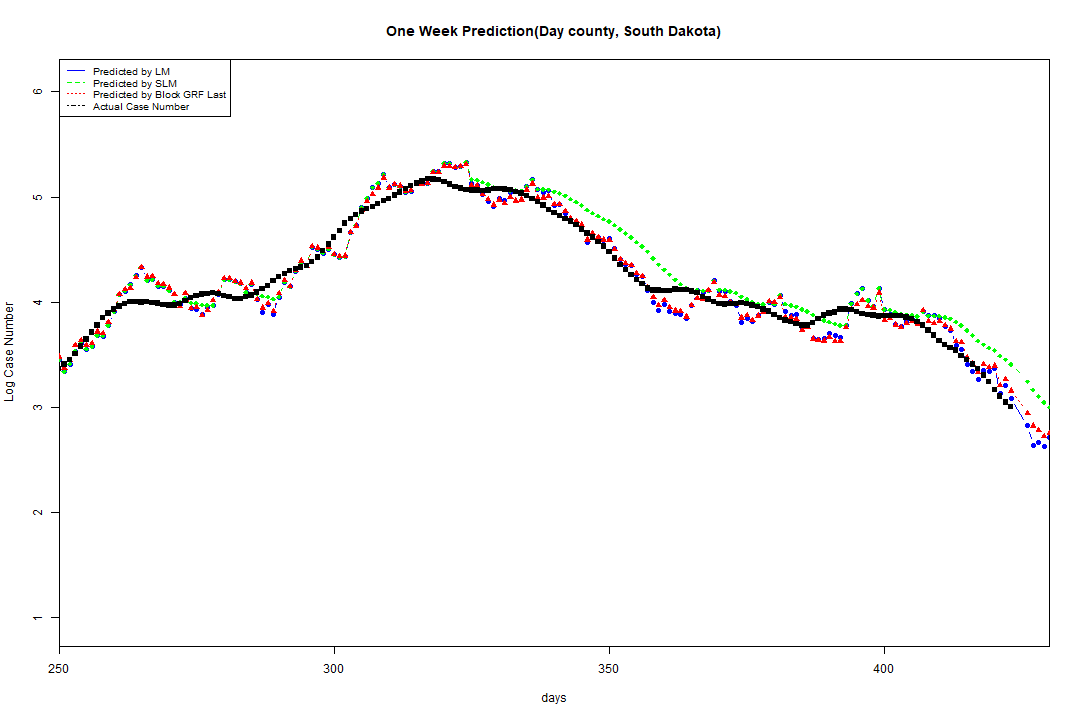 One Week Prediction(Day county, South Dakota)
Predicted by LM
Predicted by SLM
Predicted by Block GRF Last
Actual Case Number
6
5
4
3
2
1
Log Case Number
250 300 350 400
days